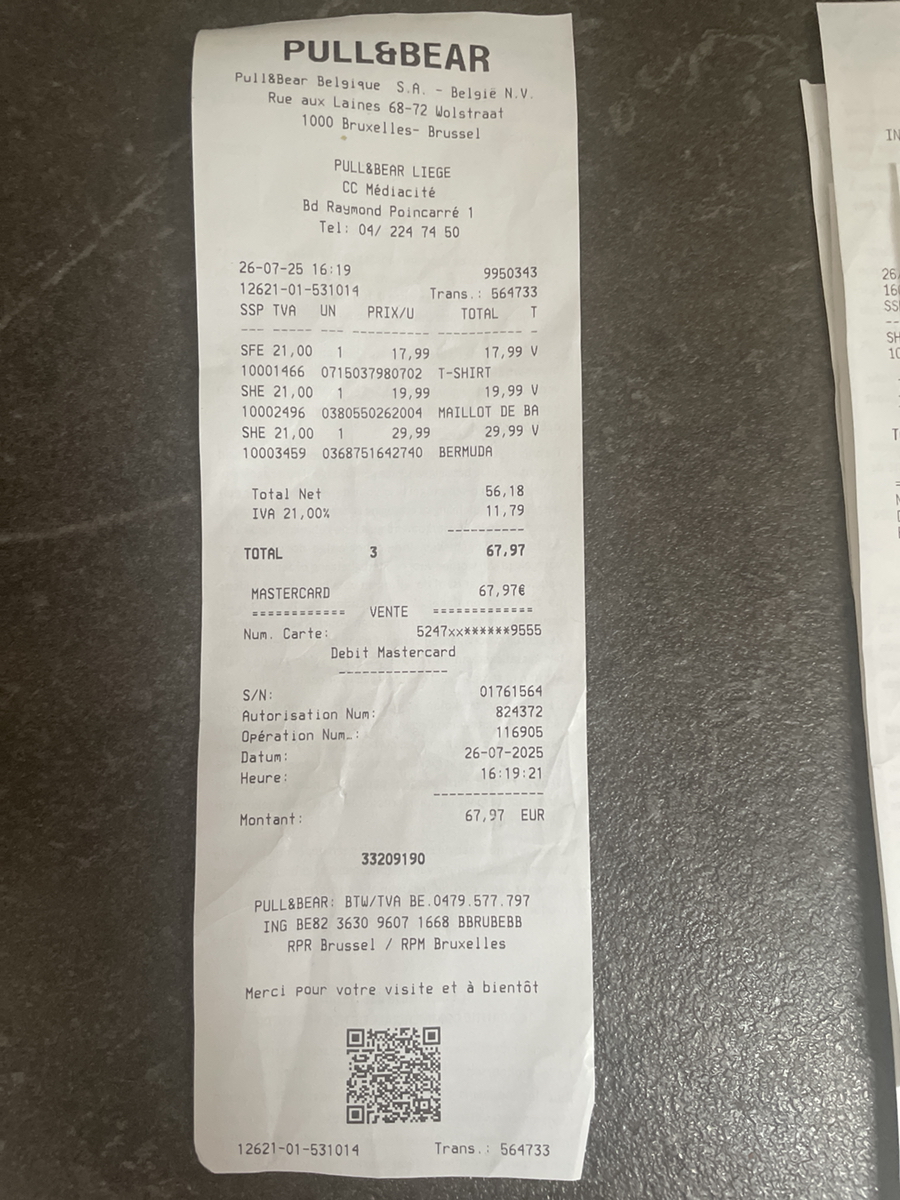 PULL&BEAR
Pull&Bear Belgique S.A. - België N.V.
Rue aux Laines 68-72 Wolstraat
1000 Bruxelles- Brussel
PULL&BEAR LIEGE
CC Médiacité
Bd Raymond Poincarré 1
Tel: 04/ 224 74 50
26-07-25 16:19 9950343
12621-01-531014 Trans.: 564733
SSP TVA UN PRIX/U TOTAL T
--- ---- --- ----------- ----------- -
SFE 21,00 1 17,99 17,99 V
10001466 0715037980702 T-SHIRT
SHE 21,00 1 19,99 19,99 V
10002496 0380550262004 MAILLOT DE BA
SHE 21,00 1 29,99 29,99 V
10003459 0368751642740 BERMUDA
Total Net 56,18
IVA 21,00% 11,79
----------
TOTAL 3 67,97
MASTERCARD 67,97€
============ VENTE =============
Num. Carte: 5247xx******9555
Debit Mastercard
--------------
S/N: 01761564
Autorisation Num: 824372
Opération Num…: 116905
Datum: 26-07-2025
Heure: 16:19:21
--------------
Montant: 67,97 EUR
33209190
PULL&BEAR: BTW/TVA BE.0479.577.797
ING BE82 3630 9607 1668 BBRUBEBB
RPR Brussel / RPM Bruxelles
Merci pour votre visite et à bientôt
12621-01-531014 Trans.: 564733